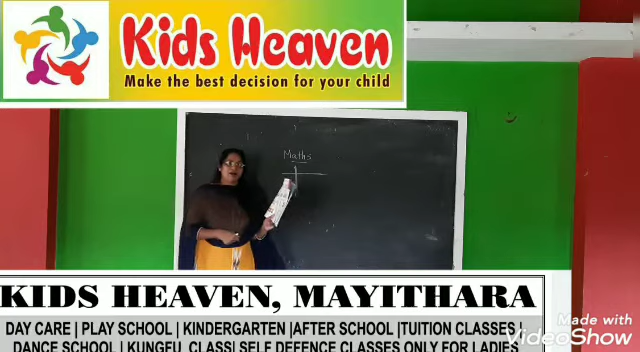 Kids Heaven
Make the best decision for your child
Maths
KIDS HEAVEN, MAYITHARA
DAY CARE | PLAY SCHOOL | KINDERGARTEN |AFTER SCHOOL |TUITION CLASSES |
DANCE SCHOOL | KUNGFU CLASS| SELF DEFENCE CLASSES ONLY FOR LADIES
Made with
VideoShow